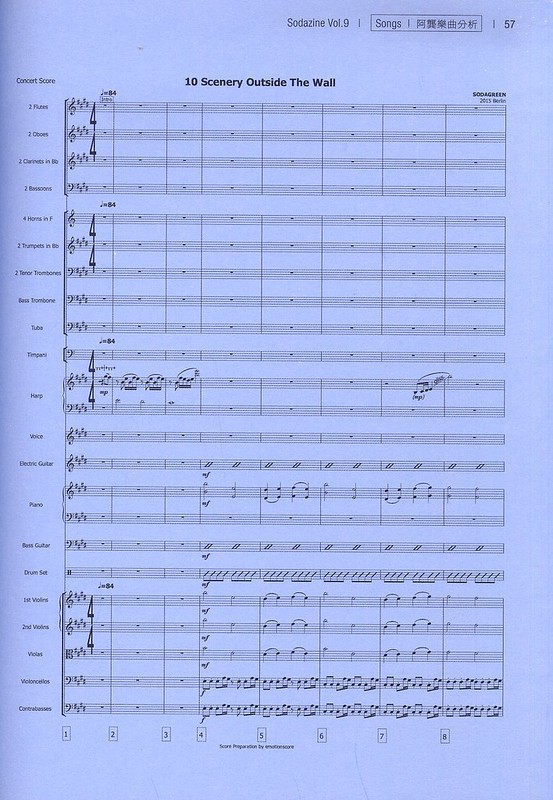 Sodazine Vol.9 | Songs | 阿龔樂曲分析 | 57
Concert Score
10 Scenery Outside The Wall
SODAGREEN
2015 Berlin
♩=84
Intro
2 Flutes
2 Oboes
2 Clarinets in Bb
2 Bassoons
♩=84
4 Horns in F
2 Trumpets in Bb
2 Tenor Trombones
Bass Trombone
Tuba
♩=84
Timpani
Harp
mp
(mp)
Voice
Electric Guitar
mf
Piano
mf
Bass Guitar
mf
Drum Set
mf
♩=84
1st Violins
mf
2nd Violins
mf
Violas
mf
Violoncellos
f
Contrabasses
f
1 2 3 4 5 6 7 8
Score Preparation by emotionscore